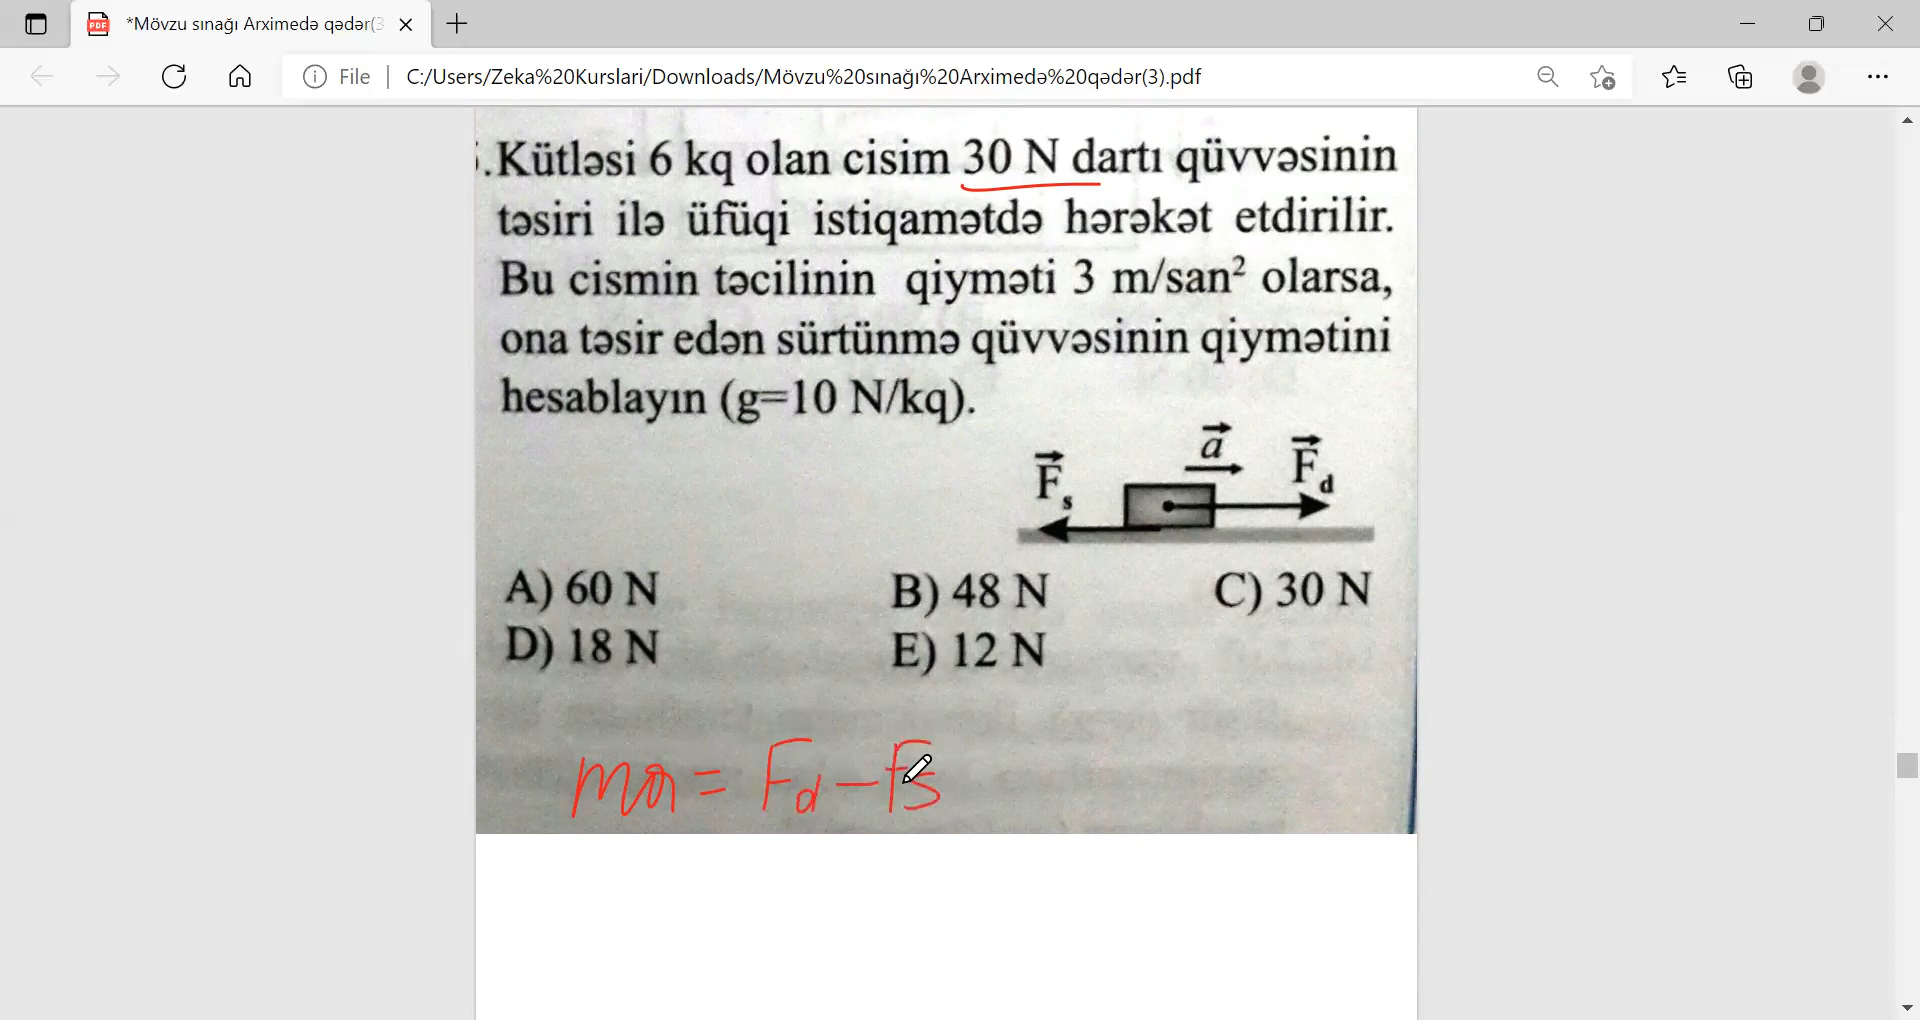 *Mövzu sınağı Arximedə qədər(3
File
C:/Users/Zeka%20Kurslari/Downloads/Mövzu%20sınağı%20Arximedə%20qədər(3).pdf
.Kütləsi 6 kq olan cisim 30 N dartı qüvvəsinin
təsiri ilə üfüqi istiqamətdə hərəkət etdirilir.
Bu cismin təcilinin qiyməti 3 m/san² olarsa,
ona təsir edən sürtünmə qüvvəsinin qiymətini
hesablayın (g=10 N/kq).
a
F_s
F_d
A) 60 N B) 48 N C) 30 N
D) 18 N E) 12 N
ma = Fd - Fs